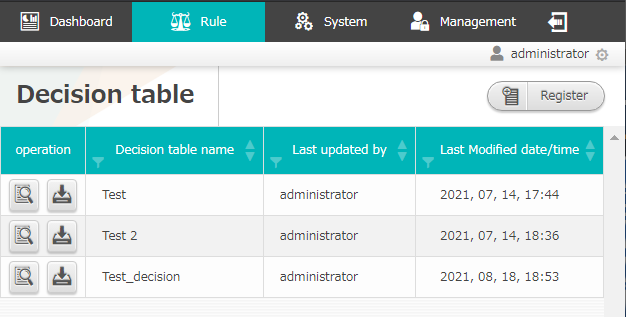 Dashboard Rule System Management
administrator
Decision table
Register
operation Decision table name Last updated by Last Modified date/time
Test administrator 2021, 07, 14, 17:44
Test 2 administrator 2021, 07, 14, 18:36
Test_decision administrator 2021, 08, 18, 18:53